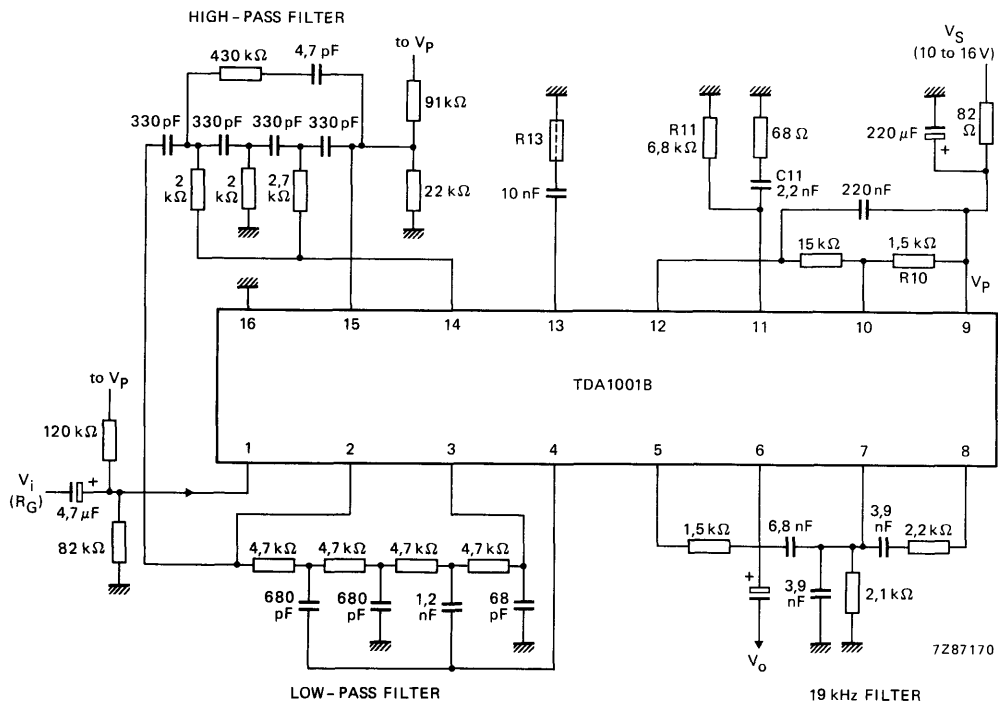 HIGH-PASS FILTER
430 kΩ
4,7 pF
to VP
91kΩ
330 pF 330 pF 330 pF 330 pF
2 kΩ
2 kΩ
2,7 kΩ
22 kΩ
R13
10 nF
R11
6,8 kΩ
68 Ω
C11
2,2 nF
VS
(10 to 16 V)
220 µF
+
82 Ω
220 nF
15 kΩ
1,5 kΩ
R10
VP
16 15 14 13 12 11 10 9
TDA1001B
1 2 3 4 5 6 7 8
to VP
120 kΩ
Vi
(RG)
+
4,7 µF
82 kΩ
4,7 kΩ 4,7 kΩ 4,7 kΩ 4,7 kΩ
680 pF
680 pF
1,2 nF
68 pF
LOW-PASS FILTER
1,5 kΩ
6,8 nF
3,9 nF
2,2 kΩ
+
3,9 nF
2,1 kΩ
Vo
7Z87170
19 kHz FILTER